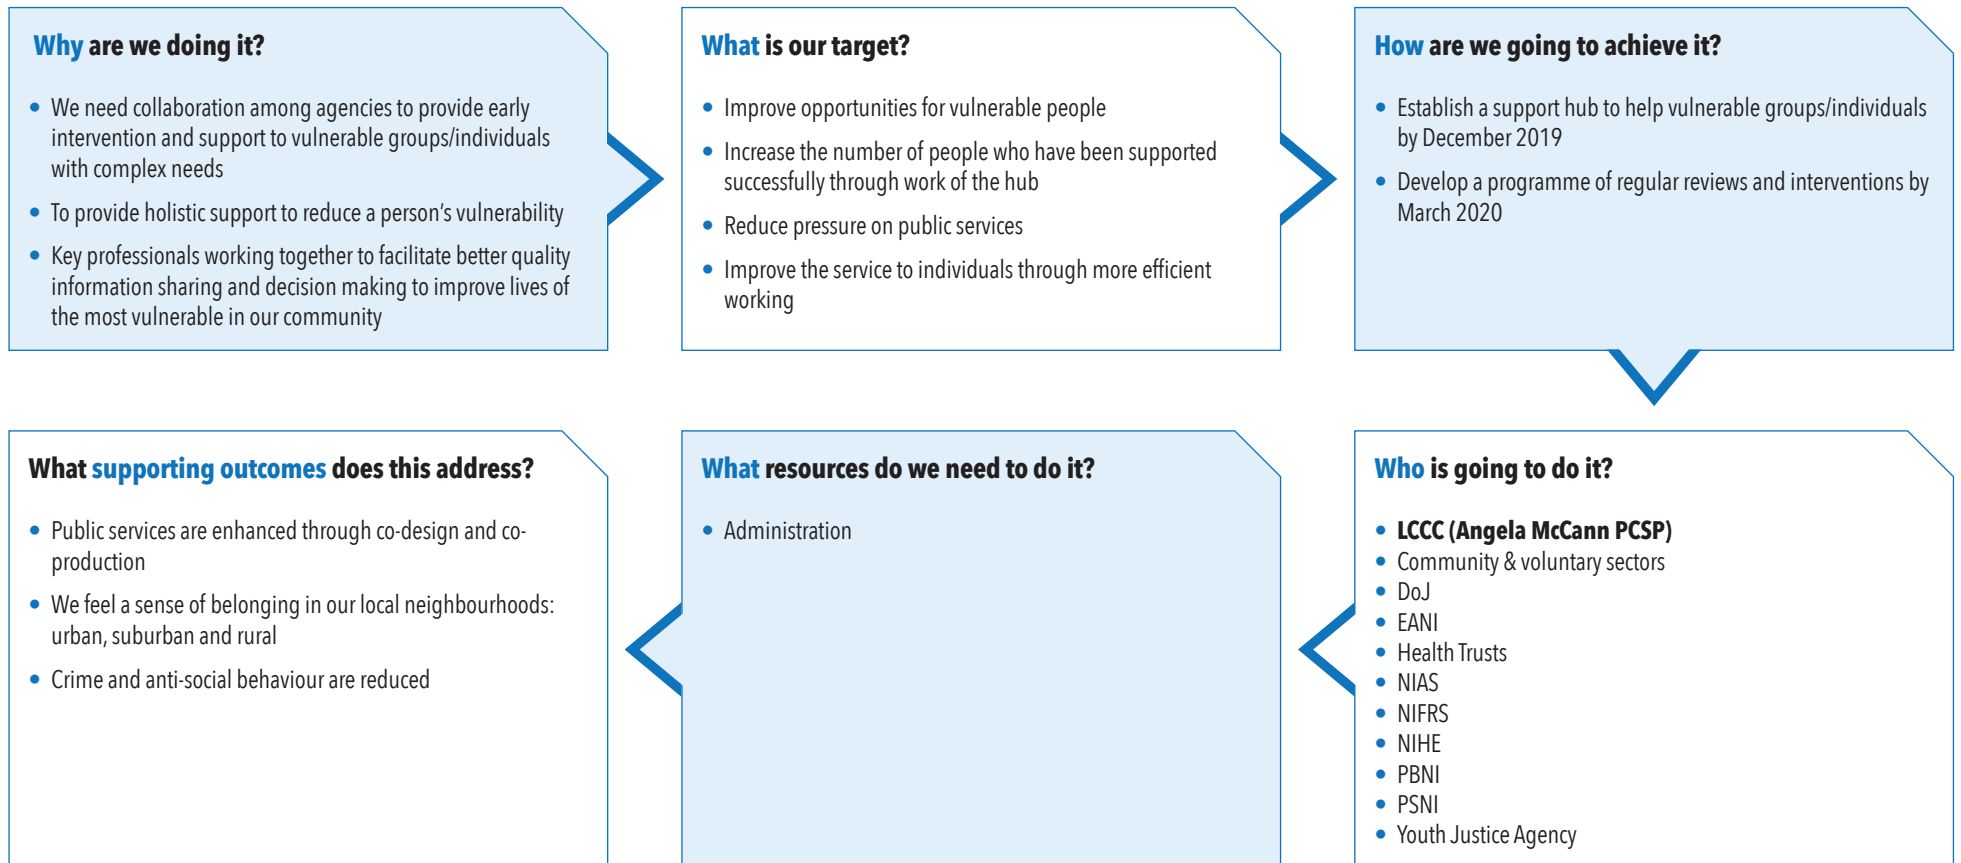 Why are we doing it?
• We need collaboration among agencies to provide early
intervention and support to vulnerable groups/individuals
with complex needs
• To provide holistic support to reduce a person’s vulnerability
• Key professionals working together to facilitate better quality
information sharing and decision making to improve lives of
the most vulnerable in our community
What is our target?
• Improve opportunities for vulnerable people
• Increase the number of people who have been supported
successfully through work of the hub
• Reduce pressure on public services
• Improve the service to individuals through more efficient
working
How are we going to achieve it?
• Establish a support hub to help vulnerable groups/individuals
by December 2019
• Develop a programme of regular reviews and interventions by
March 2020
Who is going to do it?
• LCCC (Angela McCann PCSP)
• Community & voluntary sectors
• DoJ
• EANI
• Health Trusts
• NIAS
• NIFRS
• NIHE
• PBNI
• PSNI
• Youth Justice Agency
What resources do we need to do it?
• Administration
What supporting outcomes does this address?
• Public services are enhanced through co-design and co-
production
• We feel a sense of belonging in our local neighbourhoods:
urban, suburban and rural
• Crime and anti-social behaviour are reduced